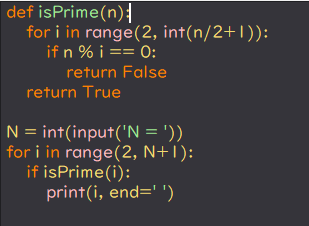 def isPrime(n):
    for i in range(2, int(n/2+1)):
        if n % i == 0:
            return False
    return True

N = int(input('N = '))
for i in range(2, N+1):
    if isPrime(i):
        print(i, end=' ')